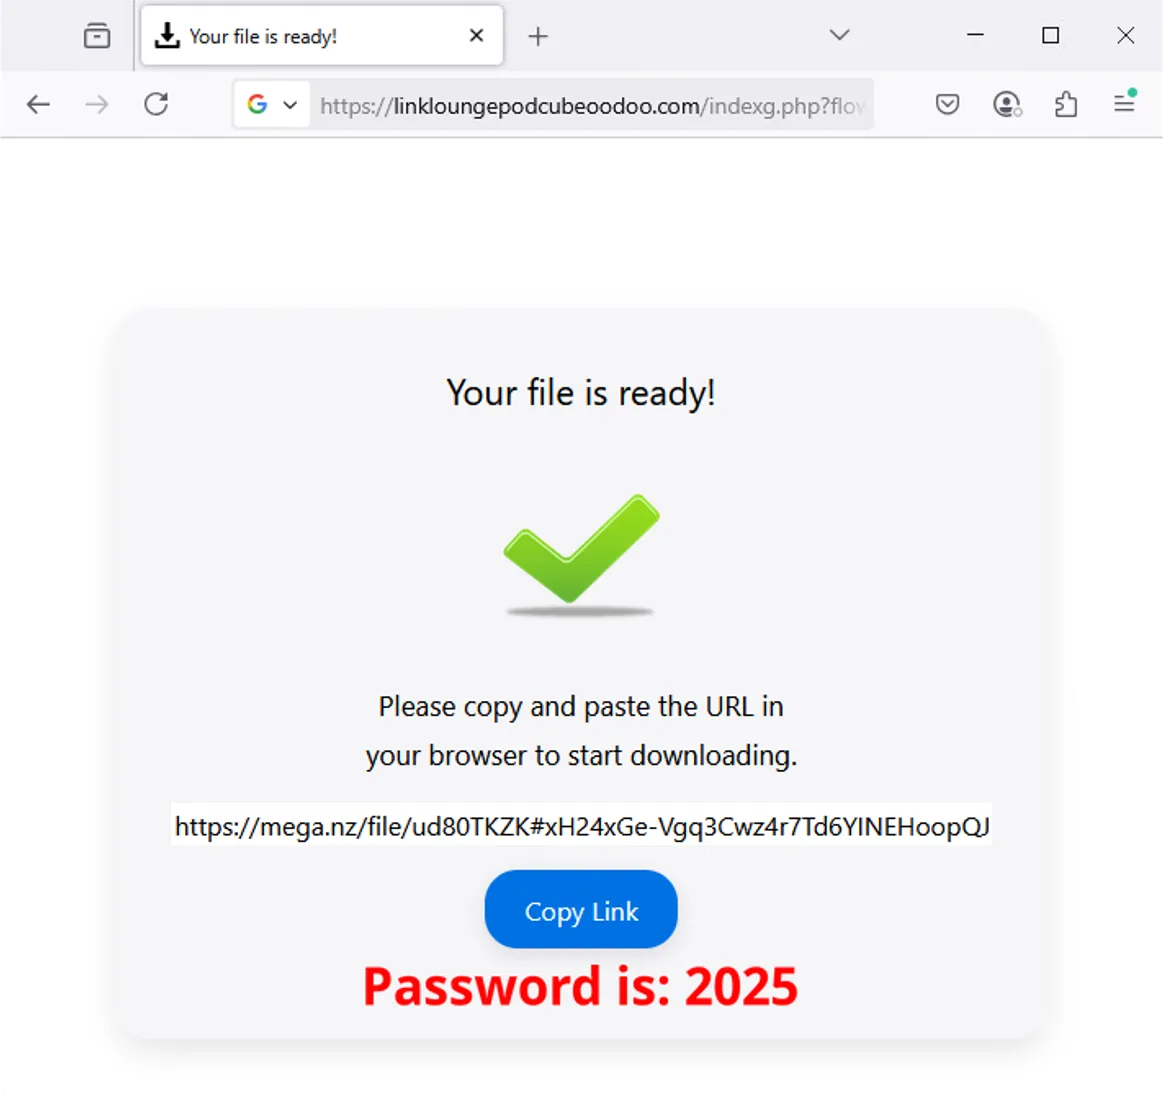 Your file is ready!
https://linkloungepodcubeoodoo.com/indexg.php?flow
Your file is ready!
Please copy and paste the URL in
your browser to start downloading.
https://mega.nz/file/ud80TKZK#xH24xGe-Vgq3Cwz4r7Td6YINEHoopQJ
Copy Link
Password is: 2025